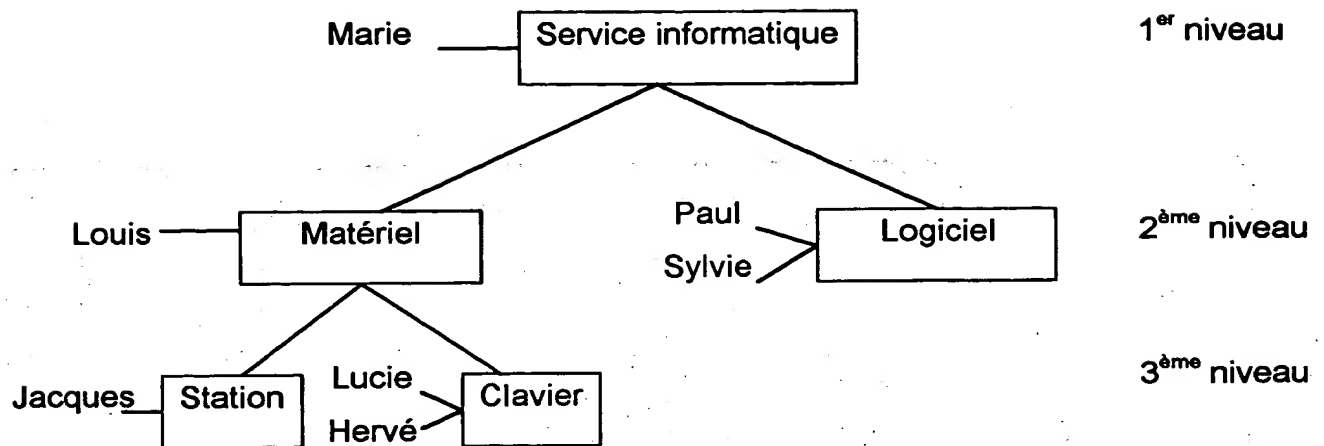 Marie Service informatique 1er niveau
Louis Matériel Paul Logiciel 2ème niveau
Sylvie
Jacques Station Lucie Clavier 3ème niveau
Hervé